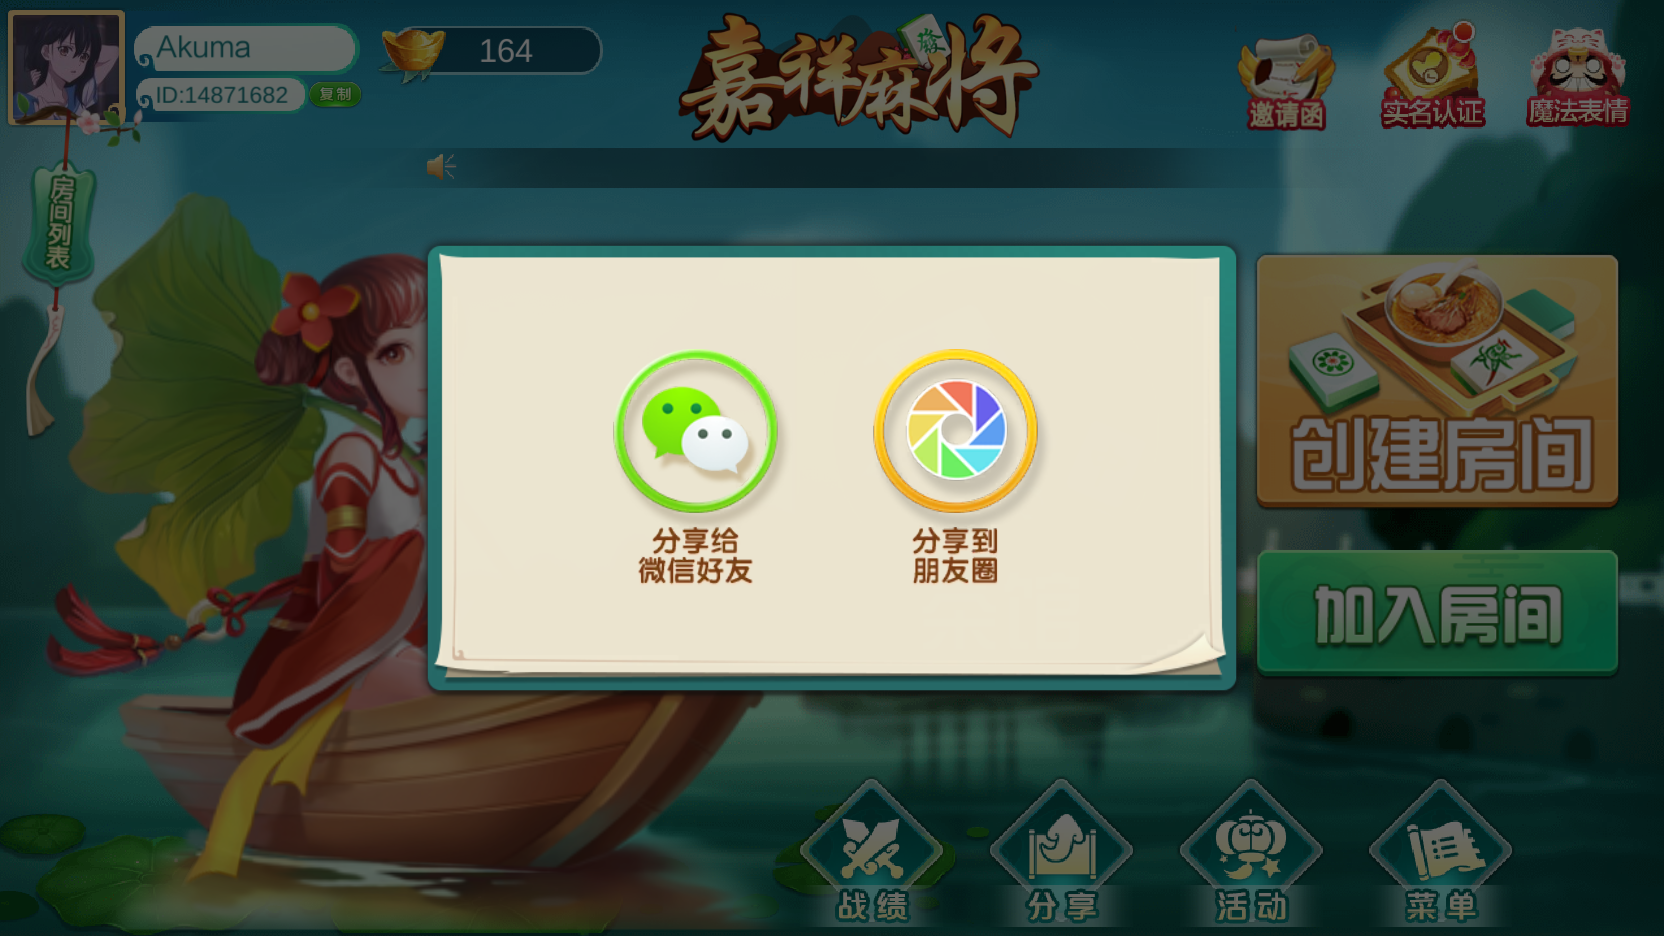 Akuma
164
嘉祥麻将
發
邀请函
实名认证
魔法表情
ID:14871682
复制
房间列表
分享给
微信好友
分享到
朋友圈
创建房间
加入房间
战绩
分享
活动
菜单